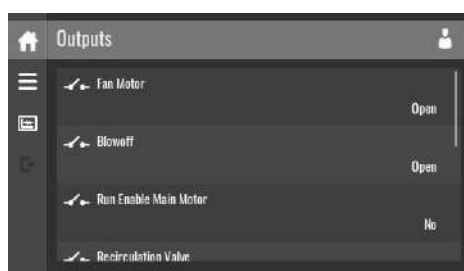 Outputs
Fan Motor
Open
Blowoff
Open
Run Enable Main Motor
No
Recirculation Valve